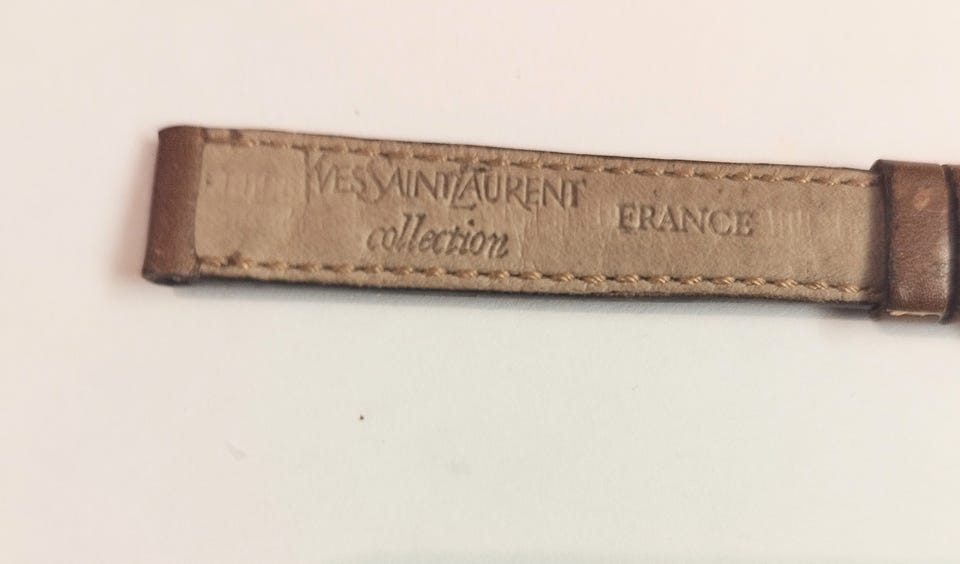 YVES SAINT LAURENT
collection
FRANCE